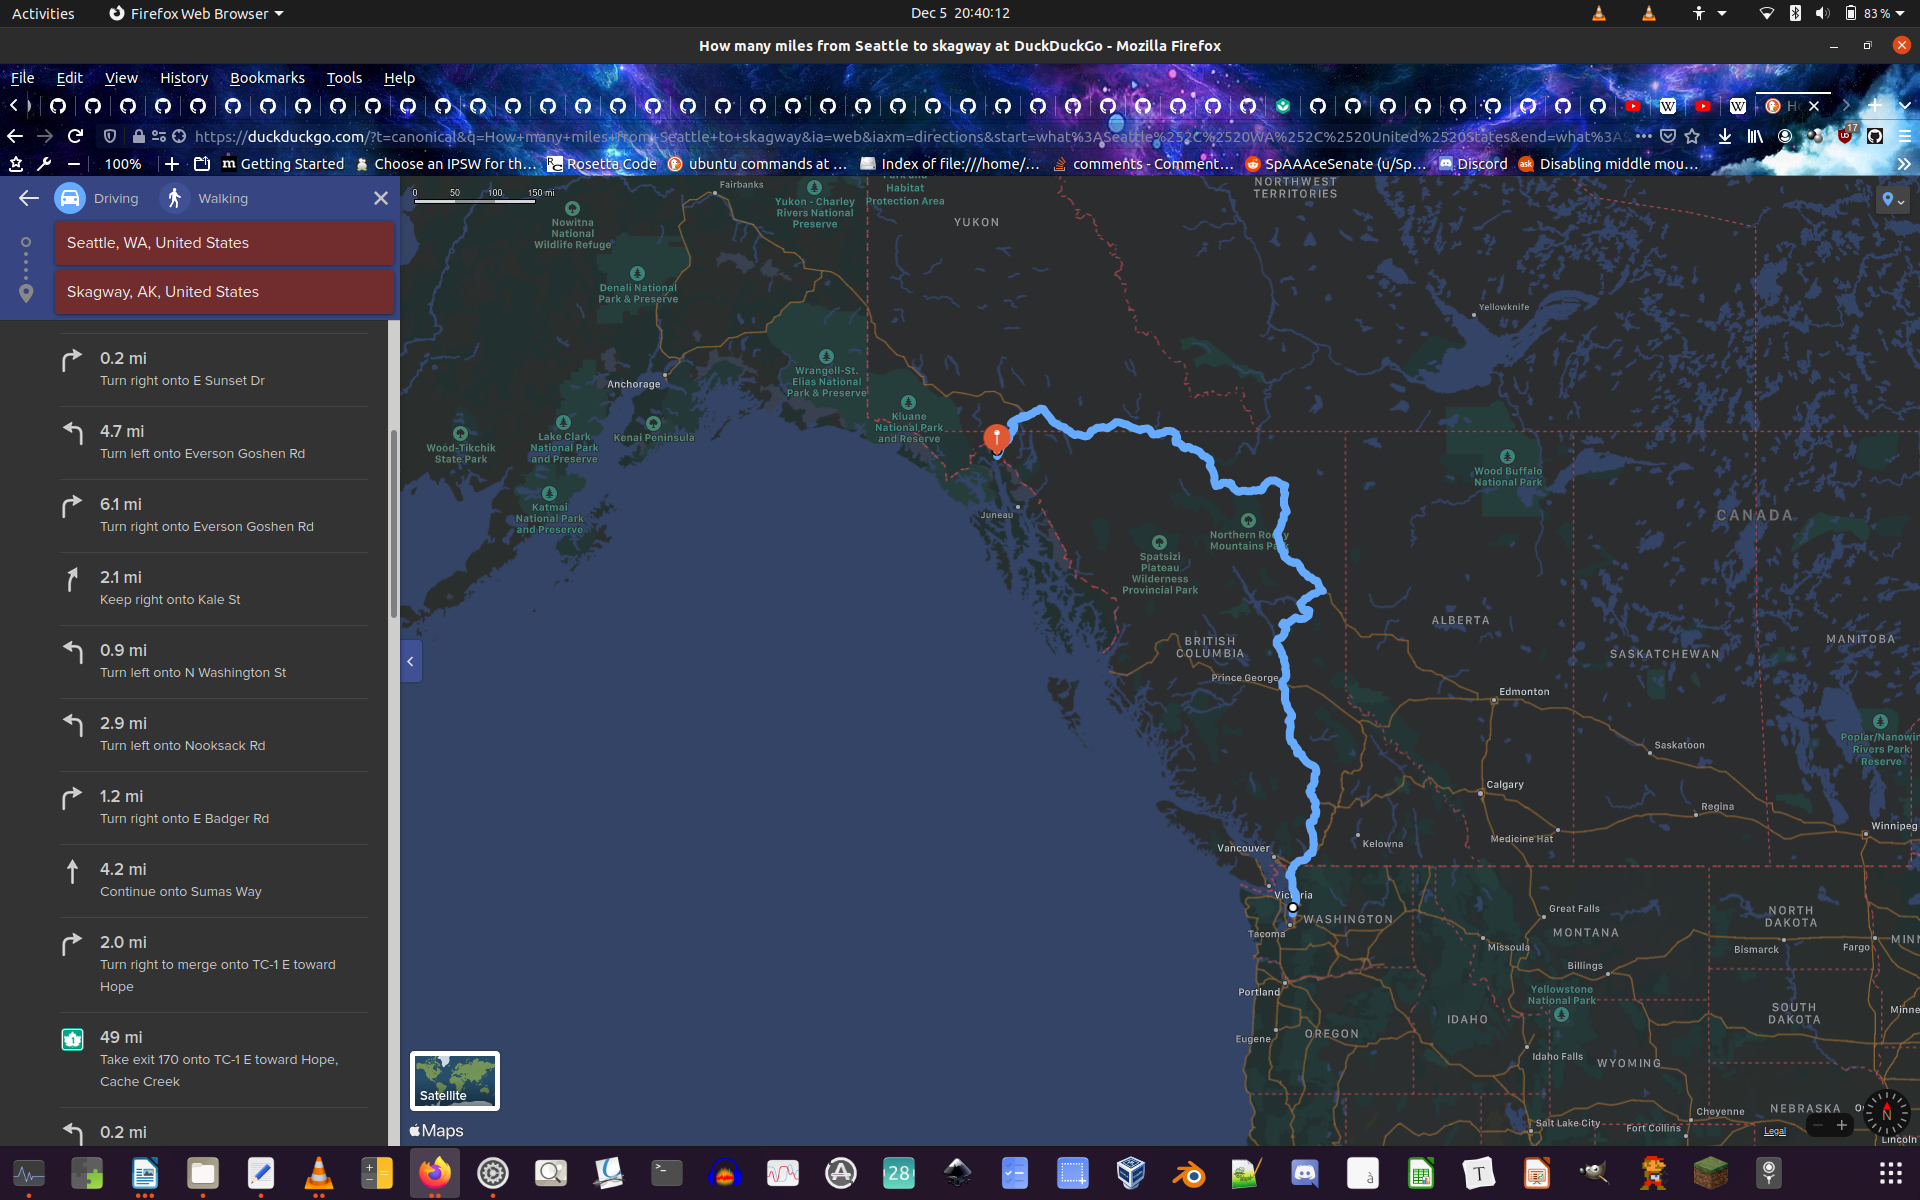 Activities
Firefox Web Browser
Dec 5 20:40:12
83 %
How many miles from Seattle to skagway at DuckDuckGo - Mozilla Firefox
File Edit View History Bookmarks Tools Help
https://duckduckgo.com/?t=canonical&q=How+many+miles+from+Seattle+to+skagway&ia=web&iaxm=directions&start=what%3ASeattle%252C%2520WA%252C%2520United%2520States&end=what%3AS
17
100%
Getting Started
Choose an IPSW for th…
Rosetta Code
ubuntu commands at …
Index of file:///home/…
comments - Comment…
SpAAAceSenate (u/Sp…
Discord
Disabling middle mou…
Driving
Walking
Seattle, WA, United States
Skagway, AK, United States
0.2 mi
Turn right onto E Sunset Dr
4.7 mi
Turn left onto Everson Goshen Rd
6.1 mi
Turn right onto Everson Goshen Rd
2.1 mi
Keep right onto Kale St
0.9 mi
Turn left onto N Washington St
2.9 mi
Turn left onto Nooksack Rd
1.2 mi
Turn right onto E Badger Rd
4.2 mi
Continue onto Sumas Way
2.0 mi
Turn right to merge onto TC-1 E toward
Hope
1
49 mi
Take exit 170 onto TC-1 E toward Hope,
Cache Creek
0.2 mi
0 50 100 150 mi
Fairbanks
Yukon - Charley
Rivers National
Preserve
Habitat
Protection Area
YUKON
NORTHWEST
TERRITORIES
Nowitna
National
Wildlife Refuge
Denali National
Park & Preserve
Yellowknife
Wrangell-St.
Elias National
Park & Preserve
Anchorage
Kluane
National Park
and Reserve
Wood-Tikchik
State Park
Lake Clark
National Park
and Preserve
Kenai Peninsula
Wood Buffalo
National Park
Katmai
National Park
and Preserve
Juneau
CANADA
Northern Rocky
Mountains Park
Spatsizi
Plateau
Wilderness
Provincial Park
ALBERTA
BRITISH
COLUMBIA
SASKATCHEWAN
MANITOBA
Prince George
Edmonton
Saskatoon
Poplar/Nanowin
Rivers Park
Reserve
Calgary
Regina
Medicine Hat
Winnipeg
Vancouver
Kelowna
Victoria
WASHINGTON
Tacoma
Great Falls
MONTANA
NORTH
DAKOTA
Missoula
Bismarck
Fargo
MINN
Billings
Portland
Yellowstone
National Park
SOUTH
DAKOTA
Minne
Eugene
OREGON
IDAHO
Idaho Falls
WYOMING
Satellite
Maps
Salt Lake City
Fort Collins
Cheyenne
NEBRASKA
Lincoln
Legal
N
28